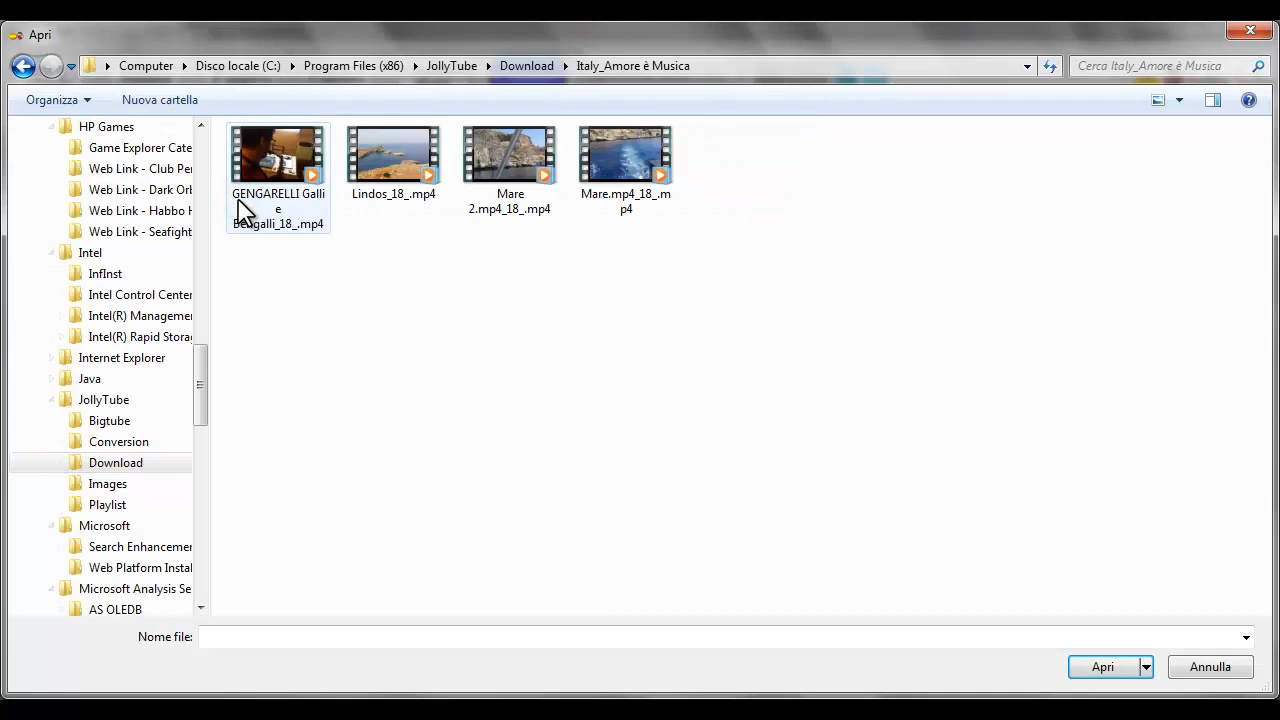 Apri
Computer
Disco locale (C:)
Program Files (x86)
JollyTube
Download
Italy_Amore è Musica
Cerca Italy_Amore è Musica
Organizza
Nuova cartella
HP Games
Game Explorer Cate
Web Link - Club Pe
Web Link - Dark Or
Web Link - Habbo H
Web Link - Seafight
Intel
InfInst
Intel Control Center
Intel(R) Manageme
Intel(R) Rapid Stora
Internet Explorer
Java
JollyTube
Bigtube
Conversion
Download
Images
Playlist
Microsoft
Search Enhancemer
Web Platform Instal
Microsoft Analysis Se
AS OLEDB
GENGARELLI Galli
e
Bengalli_18_.mp4
Lindos_18_.mp4
Mare
2.mp4_18_.mp4
Mare.mp4_18_.m
p4
Nome file:
Apri
Annulla